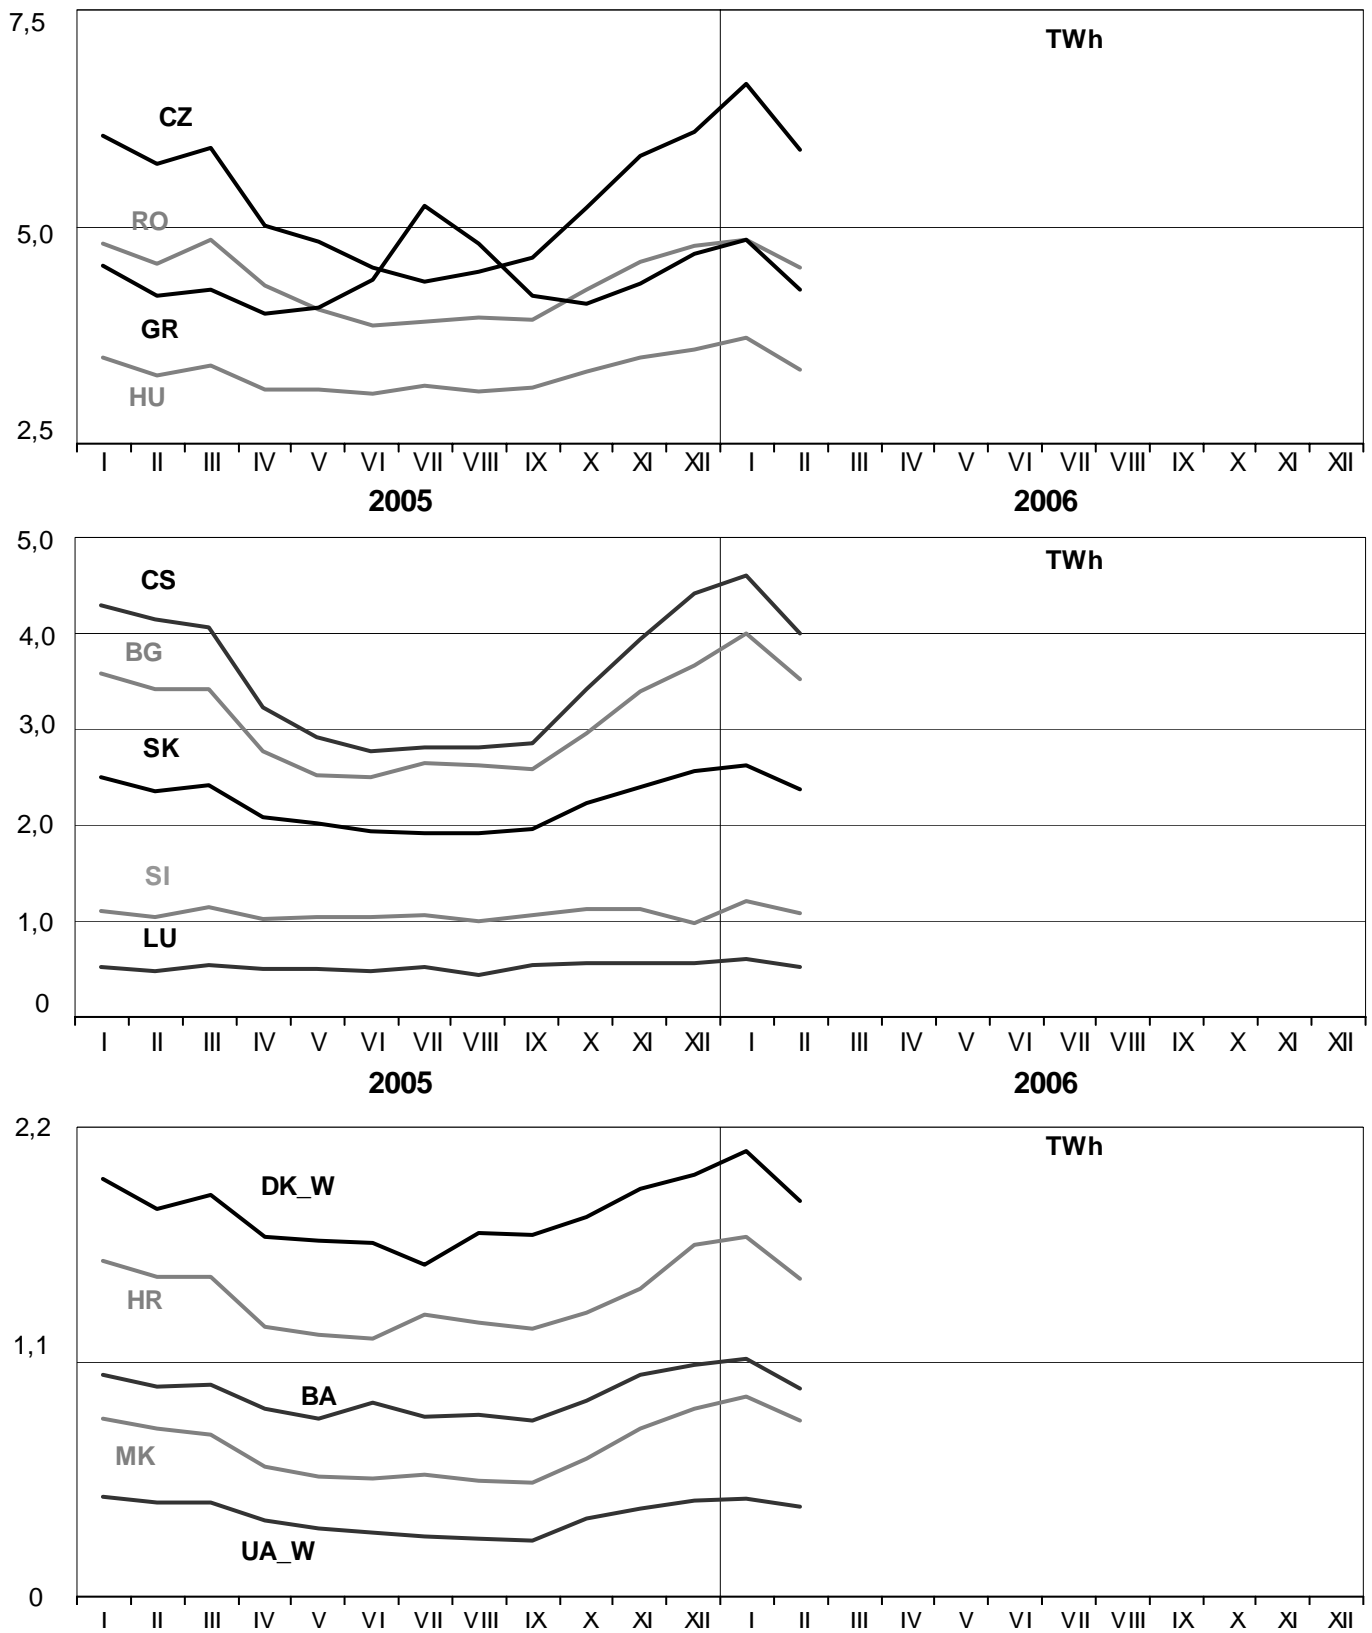 7,5
TWh
CZ
RO
5,0
GR
HU
2,5
I II III IV V VI VII VIII IX X XI XII I II III IV V VI VII VIII IX X XI XII
2005 2006
5,0
TWh
CS
4,0
BG
3,0
SK
2,0
SI
1,0
LU
0
I II III IV V VI VII VIII IX X XI XII I II III IV V VI VII VIII IX X XI XII
2005 2006
2,2
TWh
DK_W
HR
1,1
BA
MK
UA_W
0
I II III IV V VI VII VIII IX X XI XII I II III IV V VI VII VIII IX X XI XII